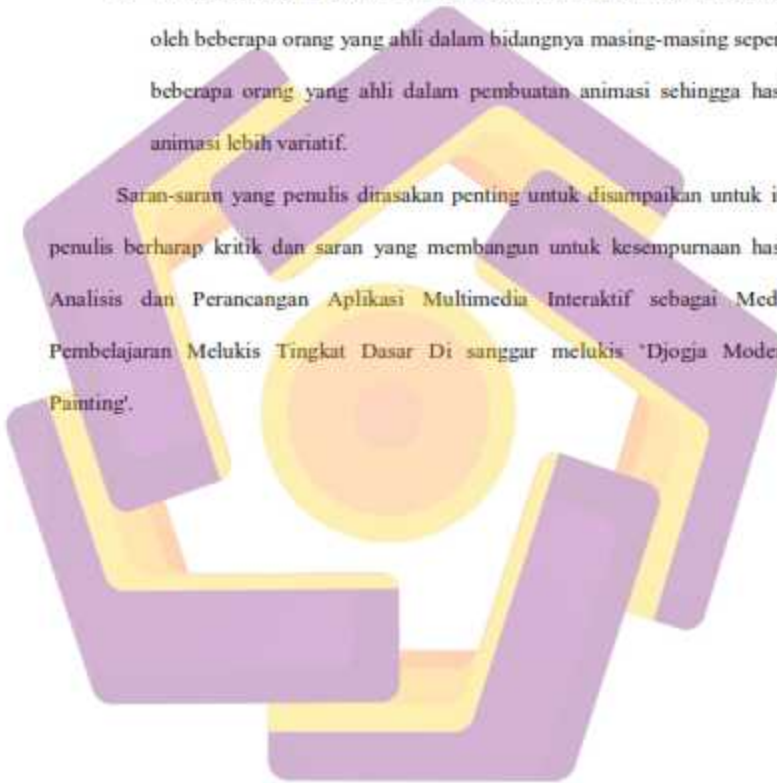 oleh beberapa orang yang ahli dalam bidangnya masing-masing seper
beberapa orang yang ahli dalam pembuatan animasi sehingga has
animasi lebih variatif.
Saran-saran yang penulis dirasakan penting untuk disampaikan untuk i
penulis berharap kritik dan saran yang membangun untuk kesempurnaan has
Analisis dan Perancangan Aplikasi Multimedia Interaktif sebagai Med
Pembelajaran Melukis Tingkat Dasar Di sanggar melukis 'Djogja Mode
Painting'.